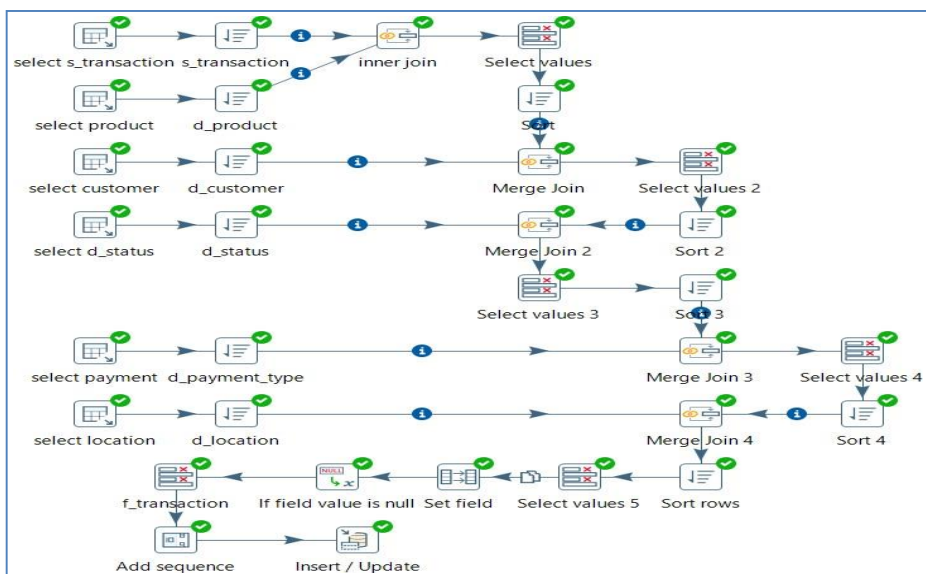 select s_transaction s_transaction inner join Select values
select product d_product Sort
select customer d_customer Merge Join Select values 2
select d_status d_status Merge Join 2 Sort 2
Select values 3 Sort 3
select payment d_payment_type Merge Join 3 Select values 4
select location d_location Merge Join 4 Sort 4
NULL
f_transaction If field value is null Set field Select values 5 Sort rows
Add sequence Insert / Update